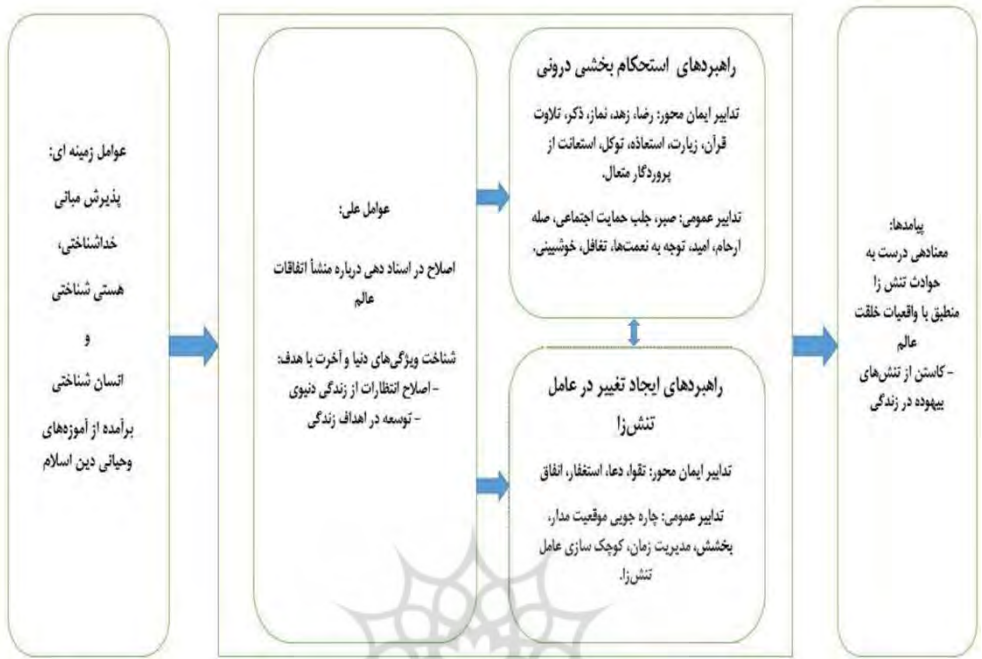 عوامل زمینه ای:
پذیرش مبانی
خداشناختی،
هستی شناختی
و
انسان شناختی
برآمده از آموزه‌های
وحیانی دین اسلام
عوامل علی:
اصلاح در اسناد دهی درباره منشأ اتفاقات
عالم
شناخت ویژگی‌های دنیا و آخرت با هدف:
- اصلاح انتظارات از زندگی دنیوی
- توسعه در اهداف زندگی
راهبردهای استحکام بخشی درونی
تدابیر ایمان محور: رضا، زهد، نماز، ذکر، تلاوت
قرآن، زیارت، استعاذه، توکل، استعانت از
پروردگار متعال.
تدابیر عمومی: صبر، جلب حمایت اجتماعی، صله
ارحام، امید، توجه به نعمت‌ها، تغافل، خوشبینی.
راهبردهای ایجاد تغییر در عامل
تنش‌زا
تدابیر ایمان محور: تقوا، دعا، استغفار، انفاق
تدابیر عمومی: چاره جویی موقعیت مدار،
بخشش، مدیریت زمان، کوچک سازی عامل
تنش‌زا.
پیامدها:
معنادهی درست به
حوادث تنش زا
منطبق با واقعیات خلقت
عالم
- کاستن از تنش‌های
بیهوده در زندگی